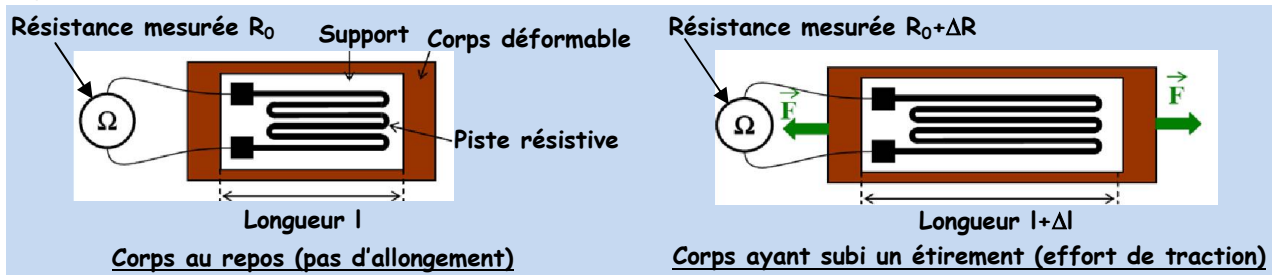 Résistance mesurée R₀
Support
Corps déformable
Ω
Piste résistive
Longueur l
Corps au repos (pas d'allongement)
Résistance mesurée R₀+ΔR
F
F
Ω
Longueur l+Δl
Corps ayant subi un étirement (effort de traction)